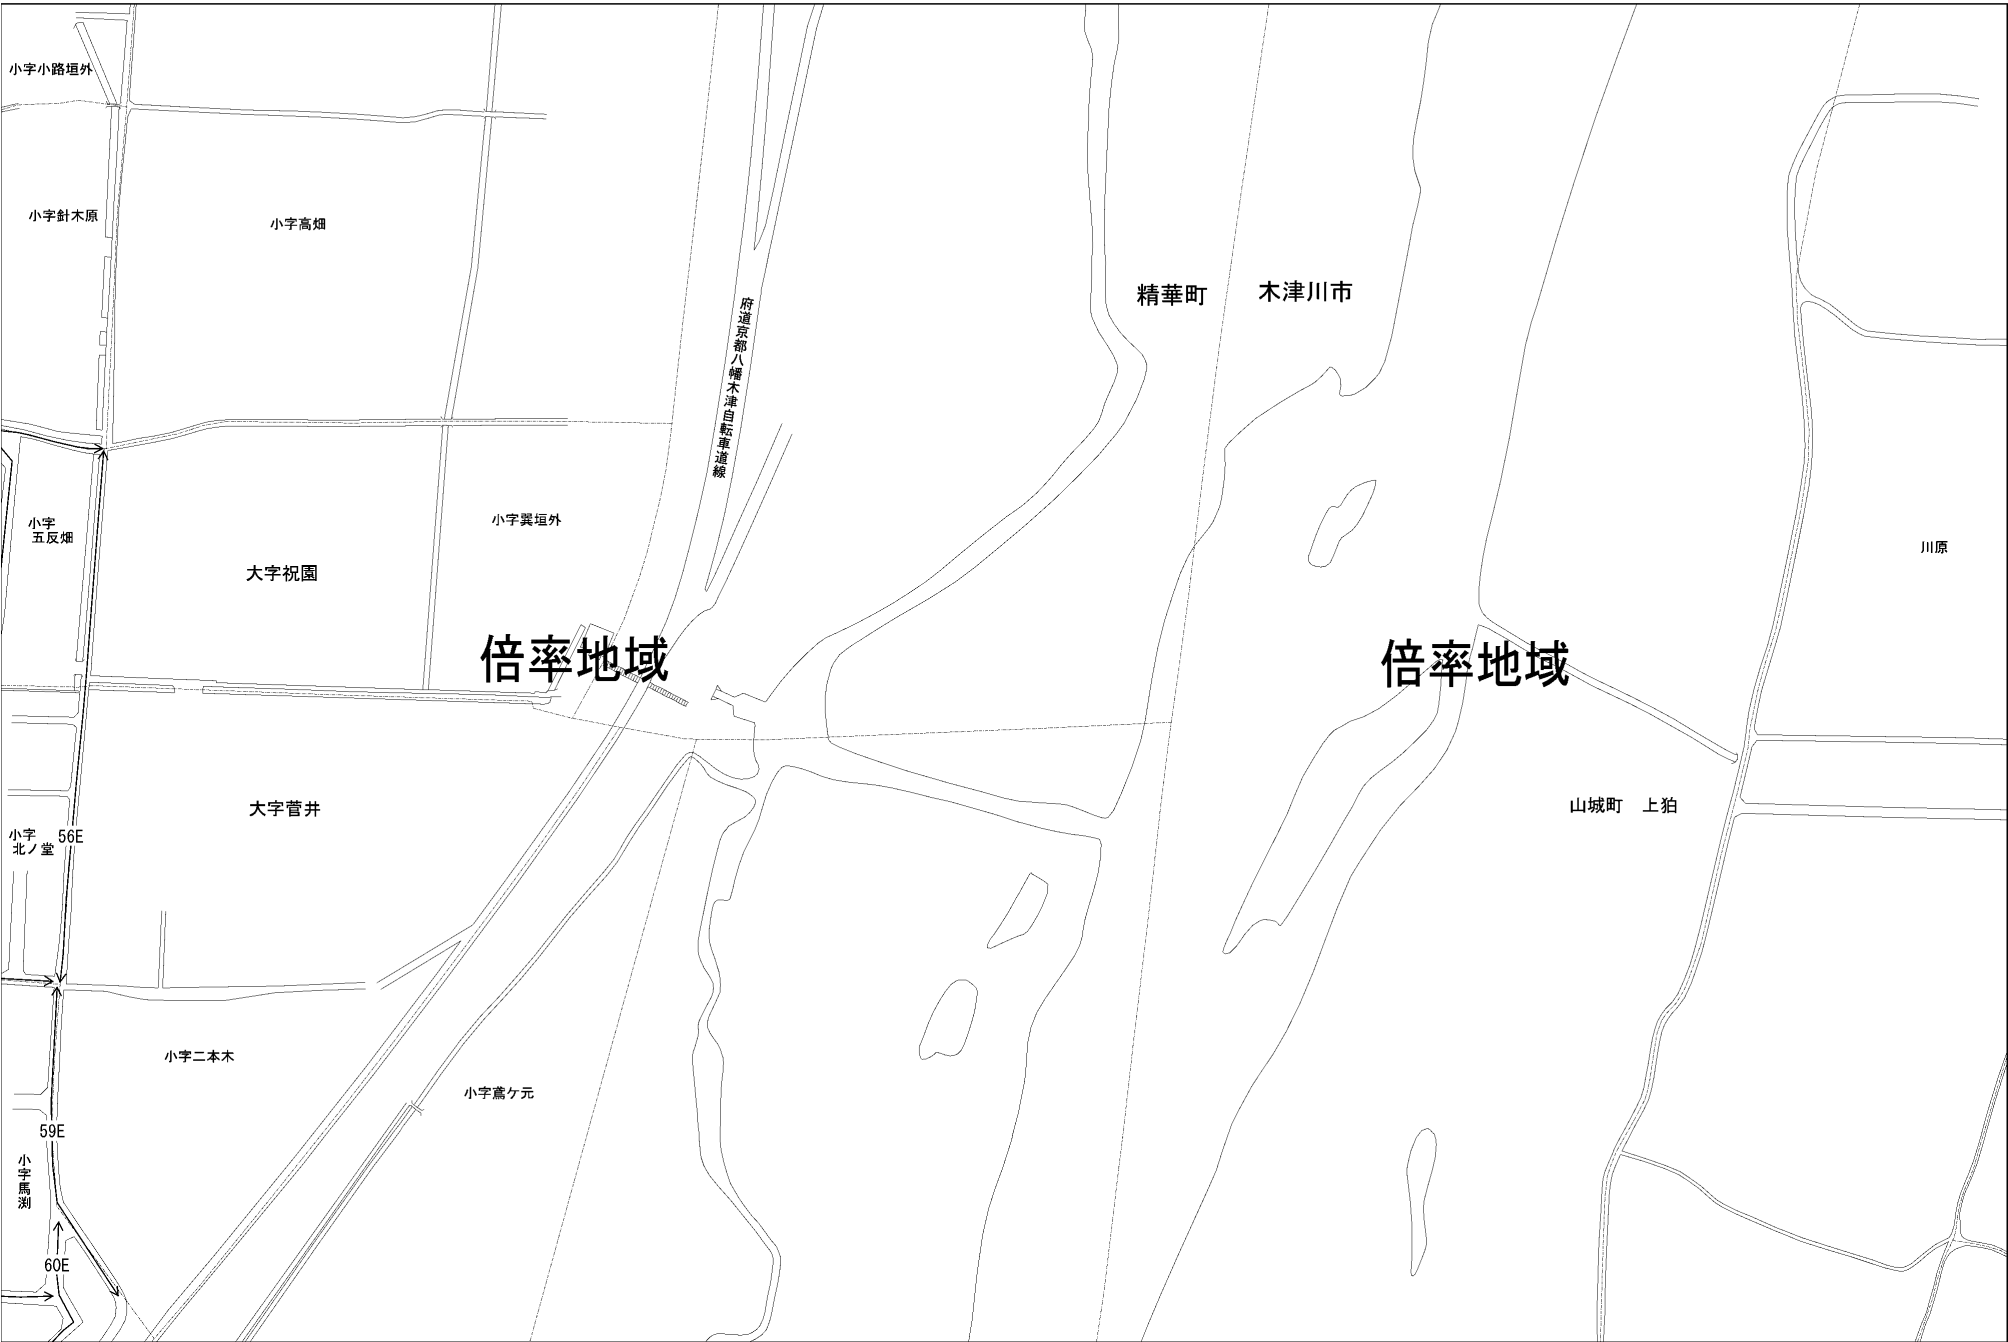 小字小路垣外
小字針木原
小字高畑
精華町
木津川市
府道京都八幡木津自転車道線
小字
五反畑
小字巽垣外
川原
大字祝園
倍率地域
倍率地域
大字菅井
山城町　上狛
小字
北ノ堂
56E
小字二本木
小字鳶ケ元
59E
小字馬渕
60E